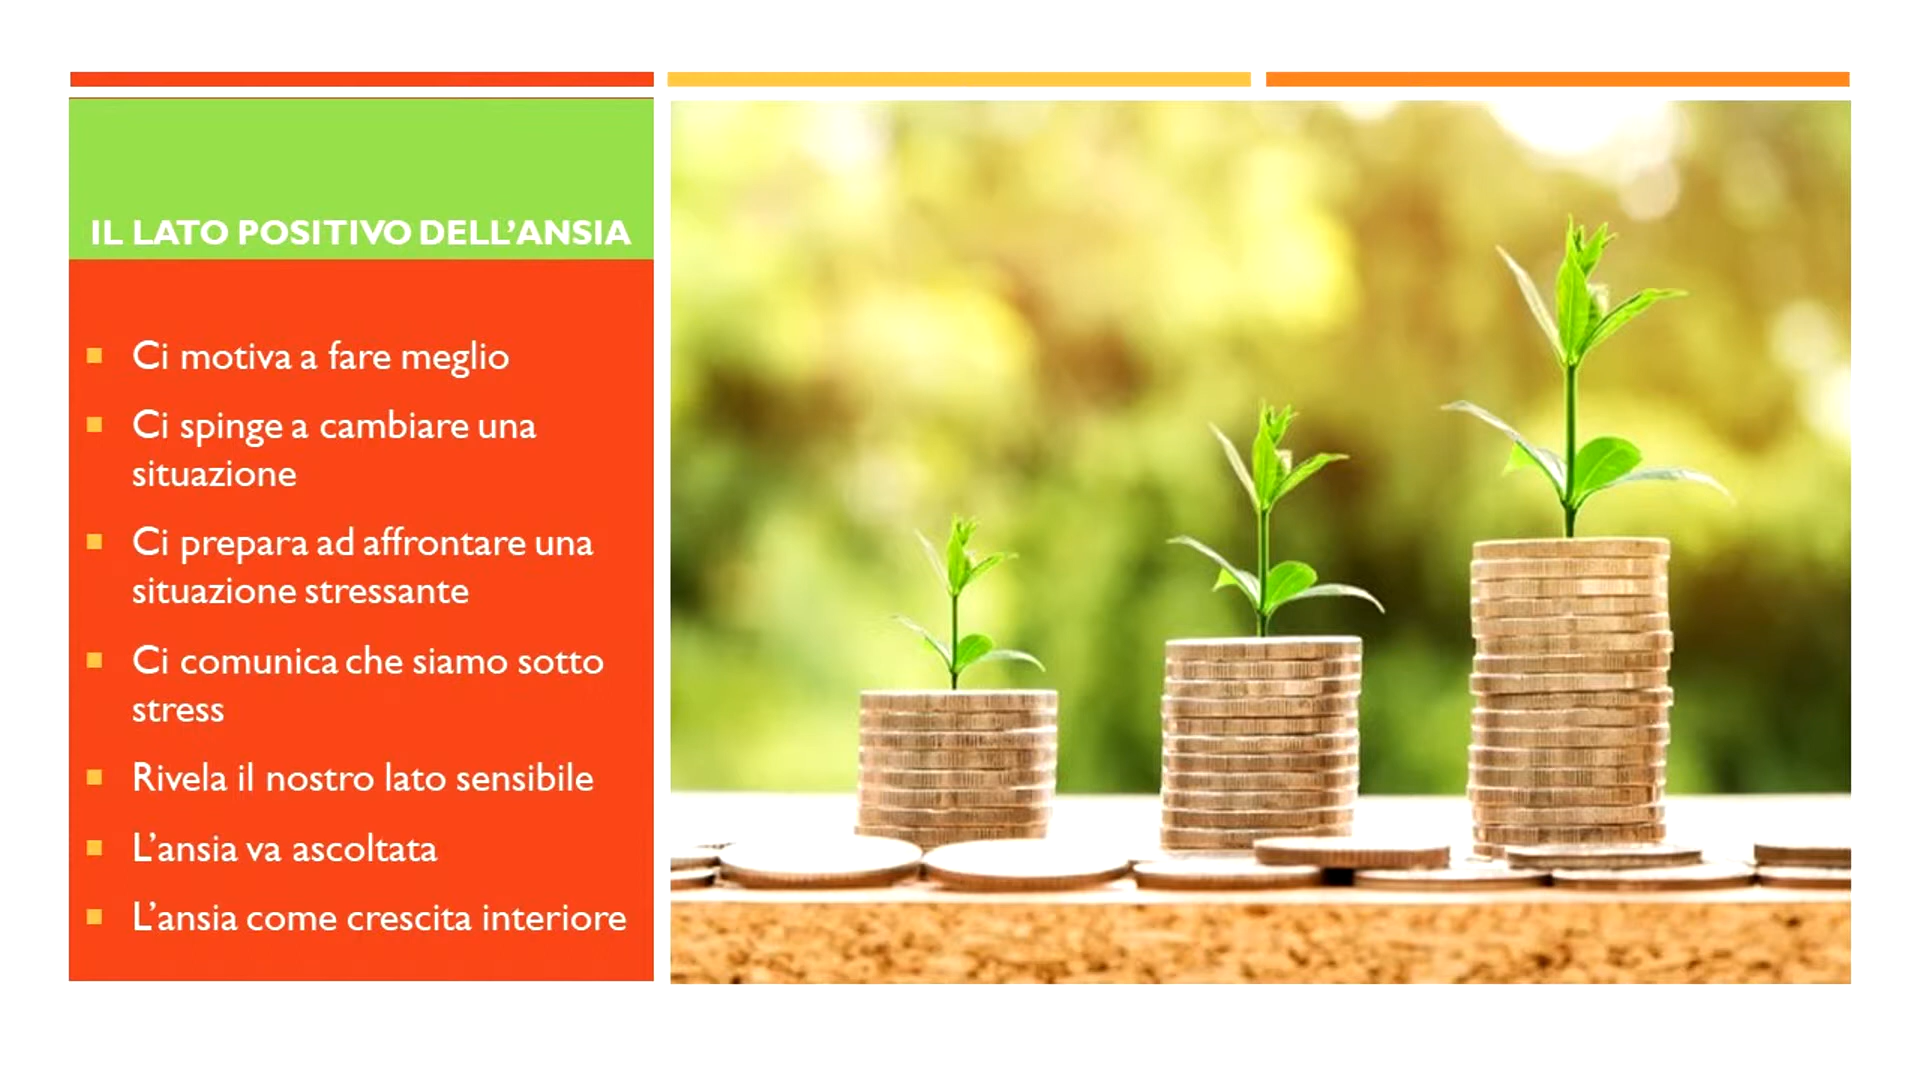 IL LATO POSITIVO DELL’ANSIA
Ci motiva a fare meglio
Ci spinge a cambiare una
situazione
Ci prepara ad affrontare una
situazione stressante
Ci comunica che siamo sotto
stress
Rivela il nostro lato sensibile
L’ansia va ascoltata
L’ansia come crescita interiore